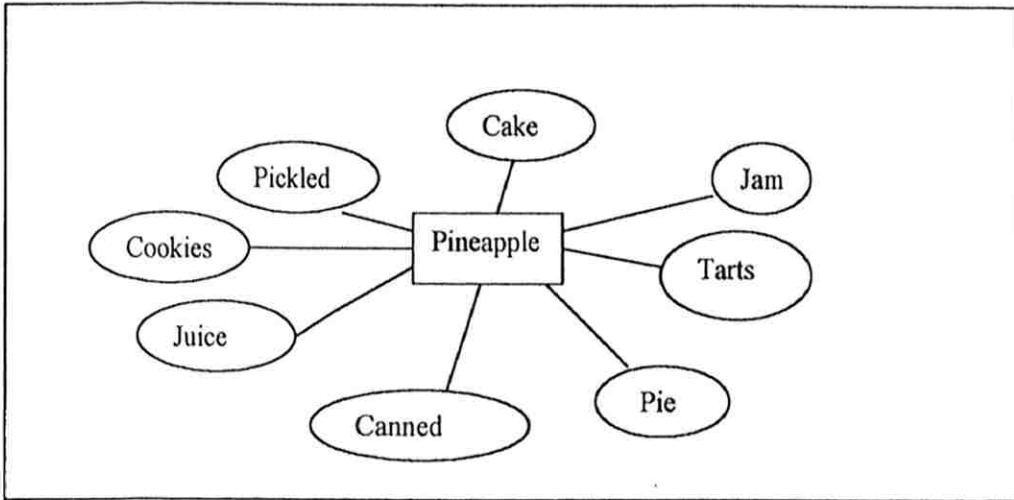 Cake
Pickled
Jam
Pineapple
Cookies
Tarts
Juice
Pie
Canned